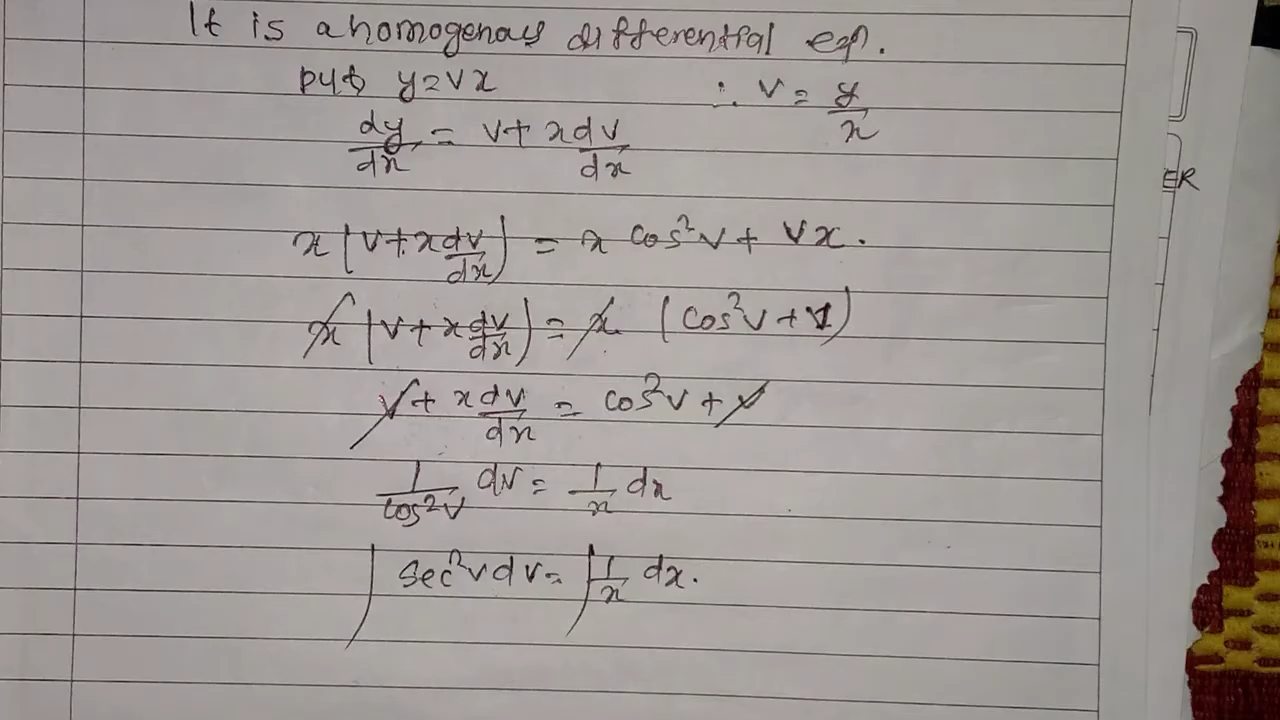 It is a homogenous differential eqn.
put y=vx ∴ v = y/x
dy/dx = v + x dv/dx
x(v + x dv/dx) = x cos²v + vx.
x(v + x dv/dx) = x (cos²v + v)
v + x dv/dx = cos²v + v
1/cos²v dv = 1/x dx
∫ sec²v dv = ∫ 1/x dx.
ER